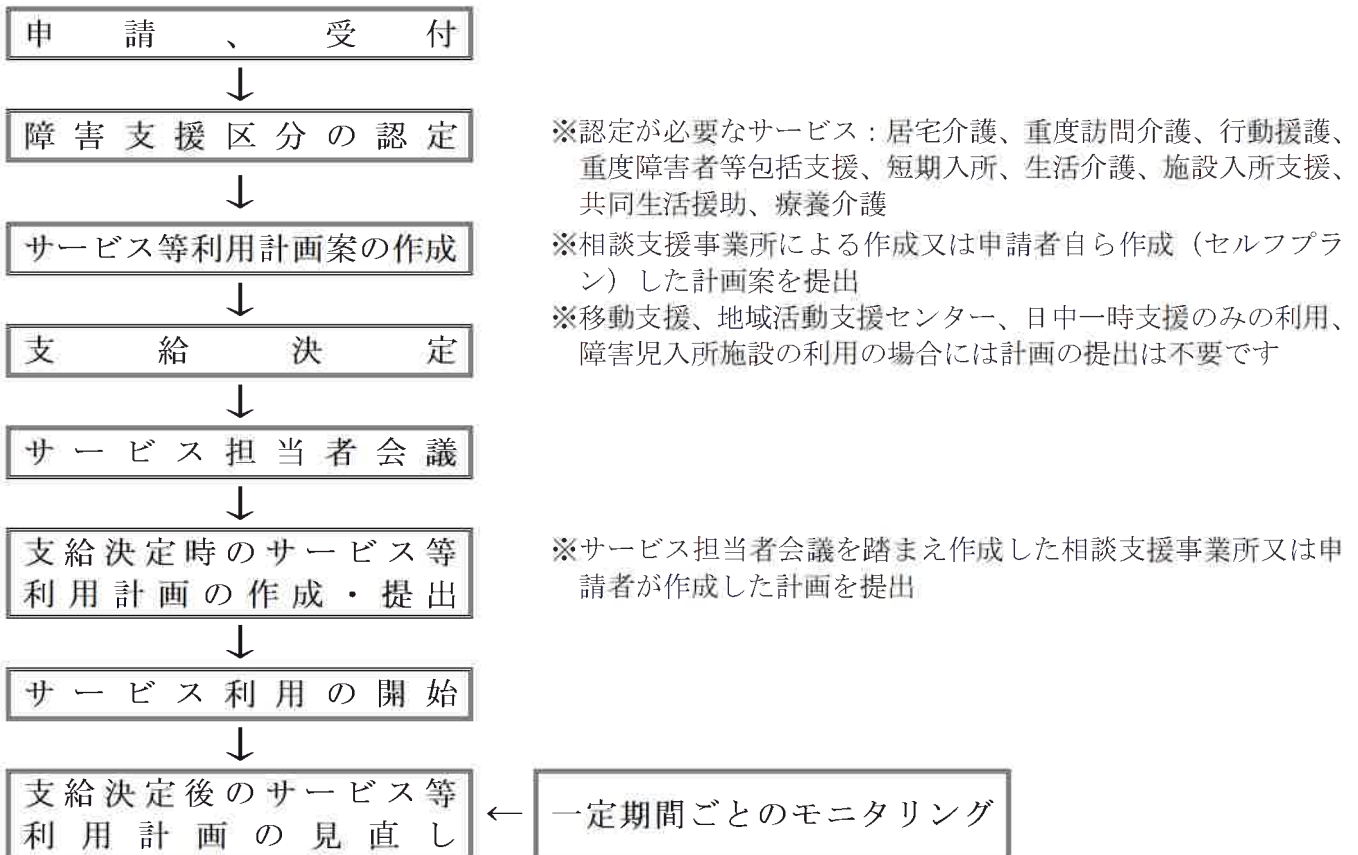 申請、受付
↓
障害支援区分の認定
※認定が必要なサービス：居宅介護、重度訪問介護、行動援護、
重度障害者等包括支援、短期入所、生活介護、施設入所支援、
共同生活援助、療養介護
↓
サービス等利用計画案の作成
※相談支援事業所による作成又は申請者自ら作成（セルフプラ
ン）した計画案を提出
↓
※移動支援、地域活動支援センター、日中一時支援のみの利用、
障害児入所施設の利用の場合には計画の提出は不要です
支給決定
↓
サービス担当者会議
↓
支給決定時のサービス等
利用計画の作成・提出
※サービス担当者会議を踏まえ作成した相談支援事業所又は申
請者が作成した計画を提出
↓
サービス利用の開始
↓
支給決定後のサービス等
利用計画の見直し
←
一定期間ごとのモニタリング